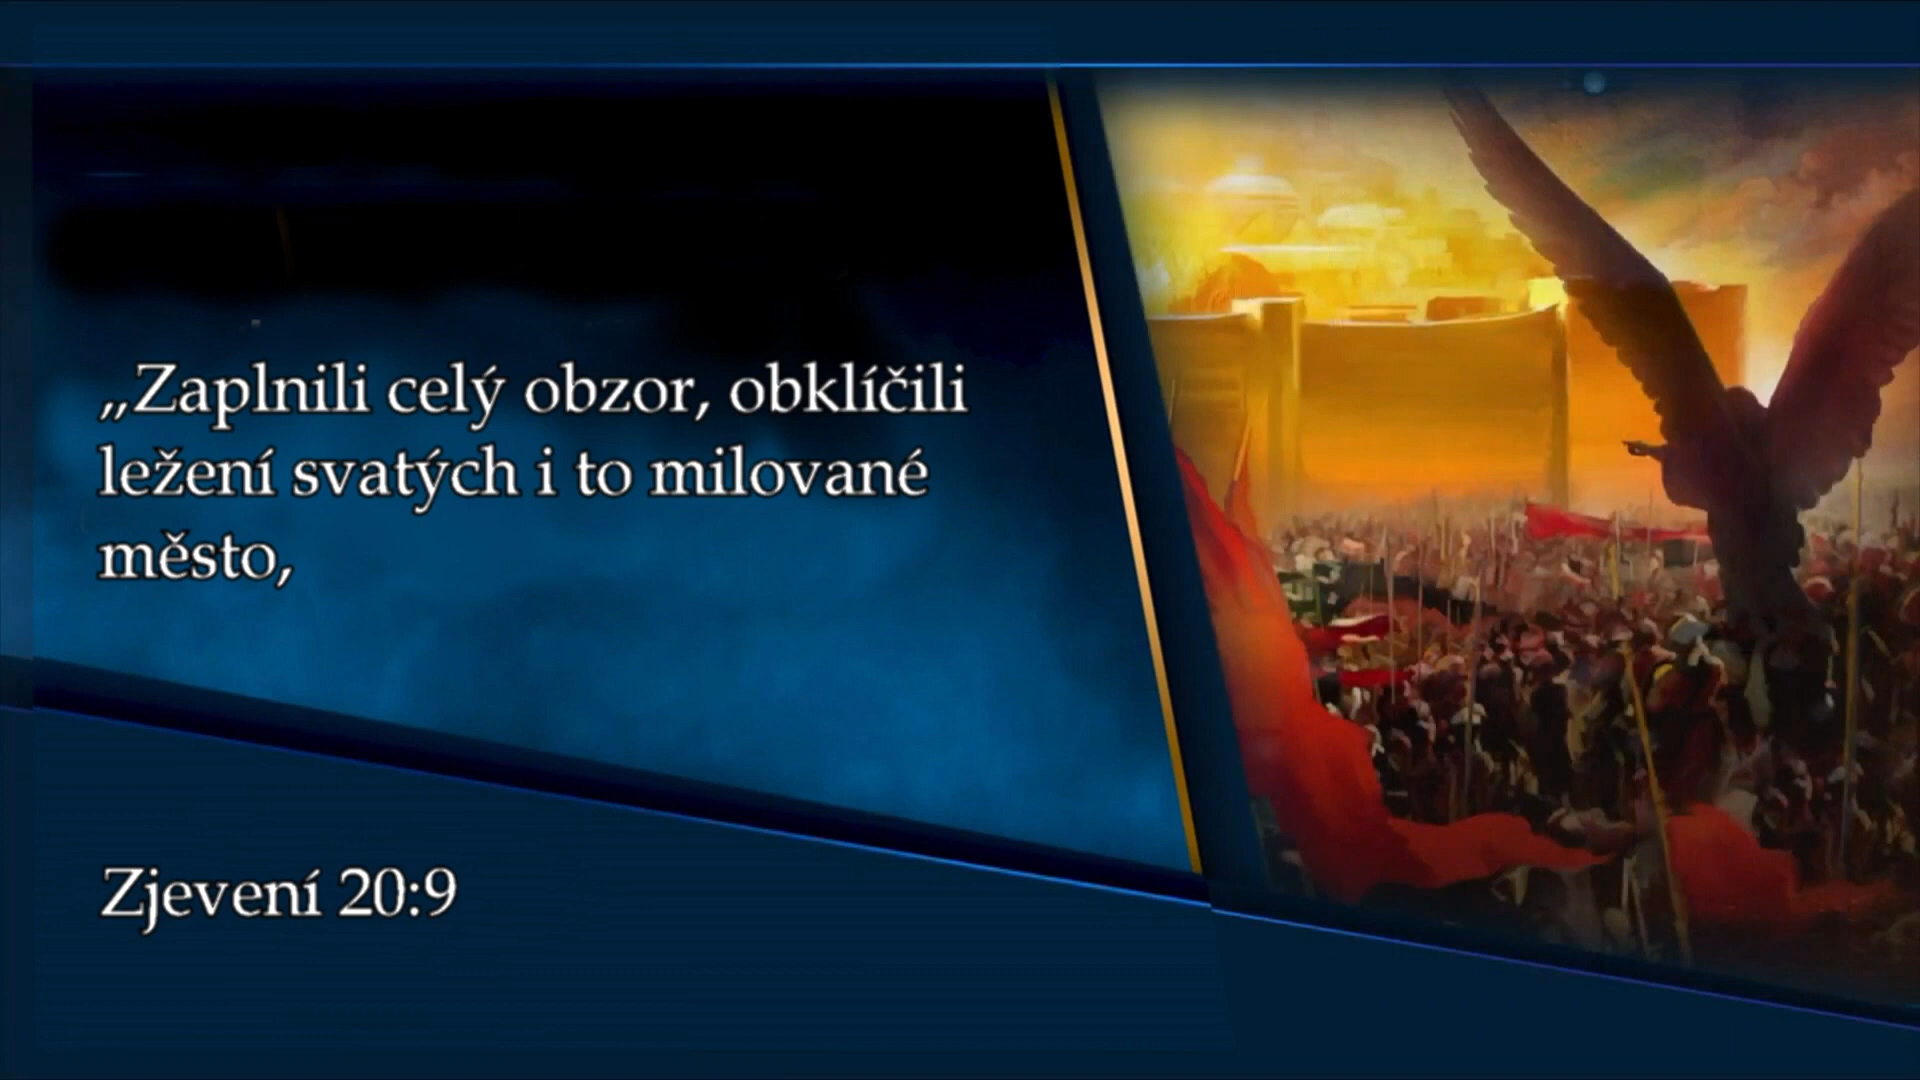 „Zaplnili celý obzor, obklíčili
ležení svatých i to milované
město,
Zjevení 20:9